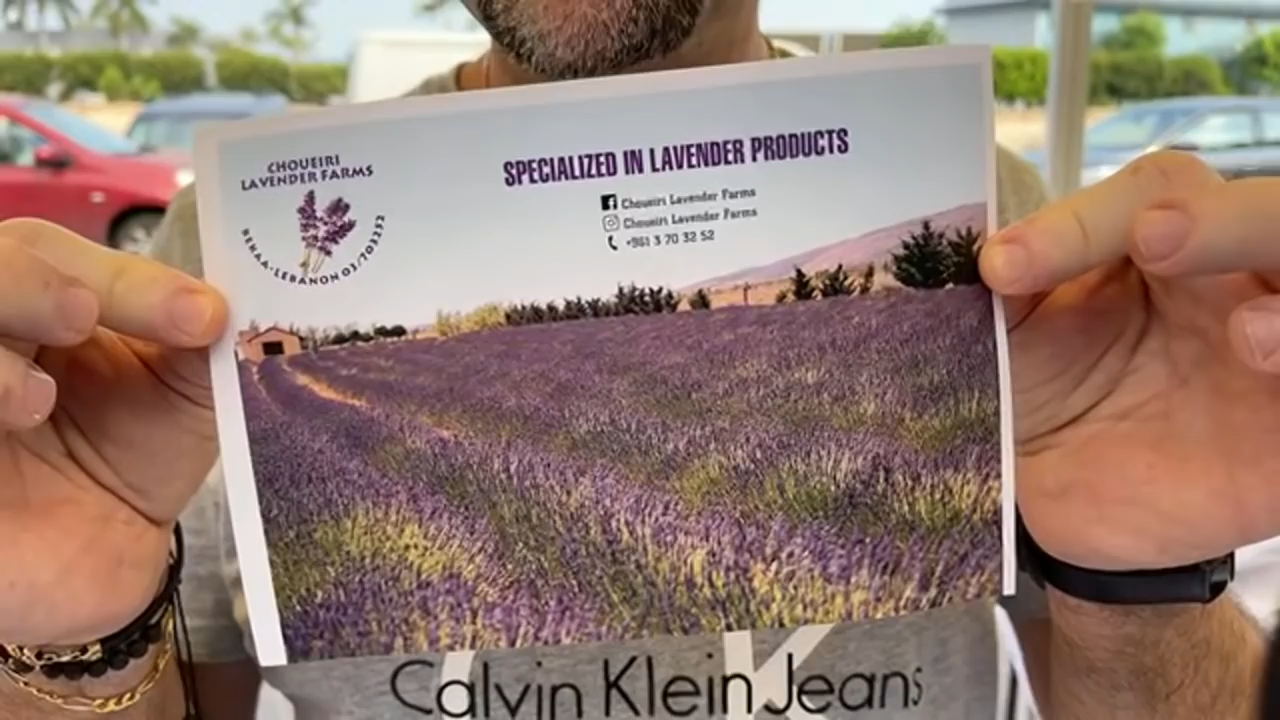 CHOUEIRI
LAVENDER FARMS
BEKAA-LEBANON 03/703252
SPECIALIZED IN LAVENDER PRODUCTS
Choueiri Lavender Farms
Choueiri Lavender Farms
+961 3 70 32 52
Calvin Klein Jeans